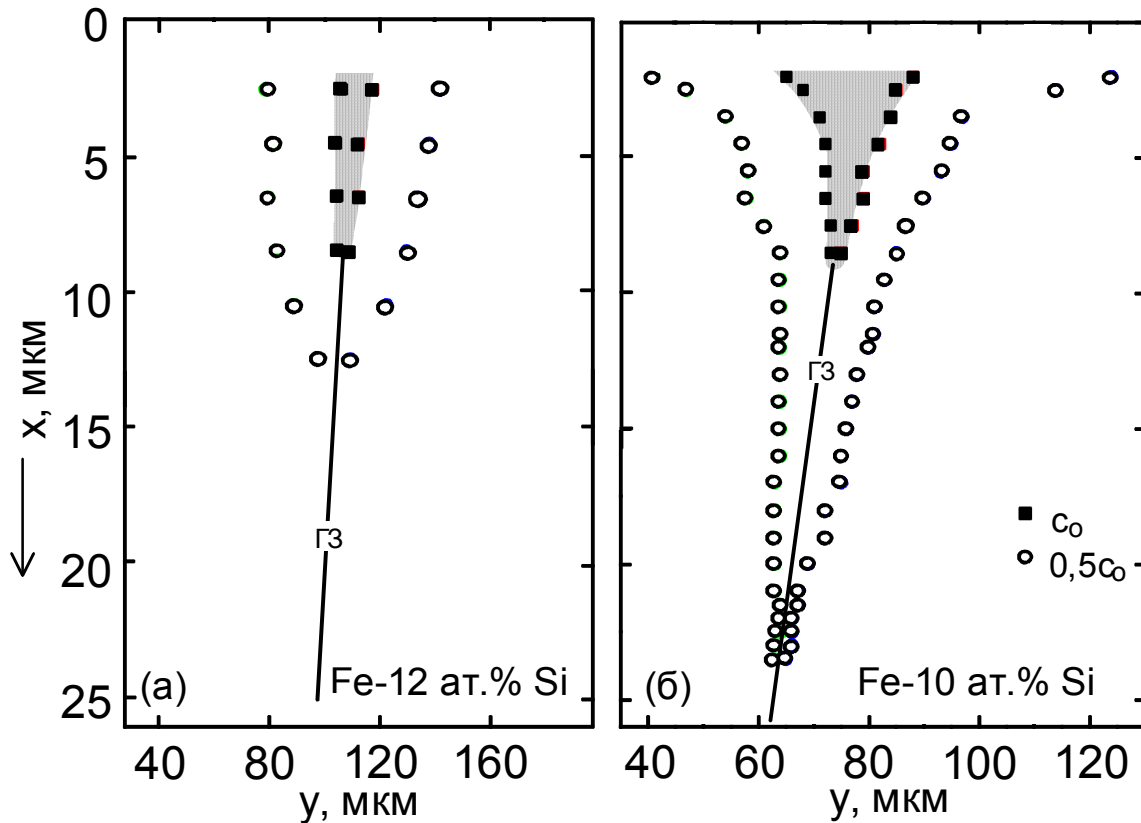 0
5
10
15
20
25
x, мкм
ГЗ
(а)
Fe-12 ат.% Si
40
80
120
160
y, мкм
ГЗ
c₀
0,5c₀
(б)
Fe-10 ат.% Si
40
60
80
100
120
y, мкм